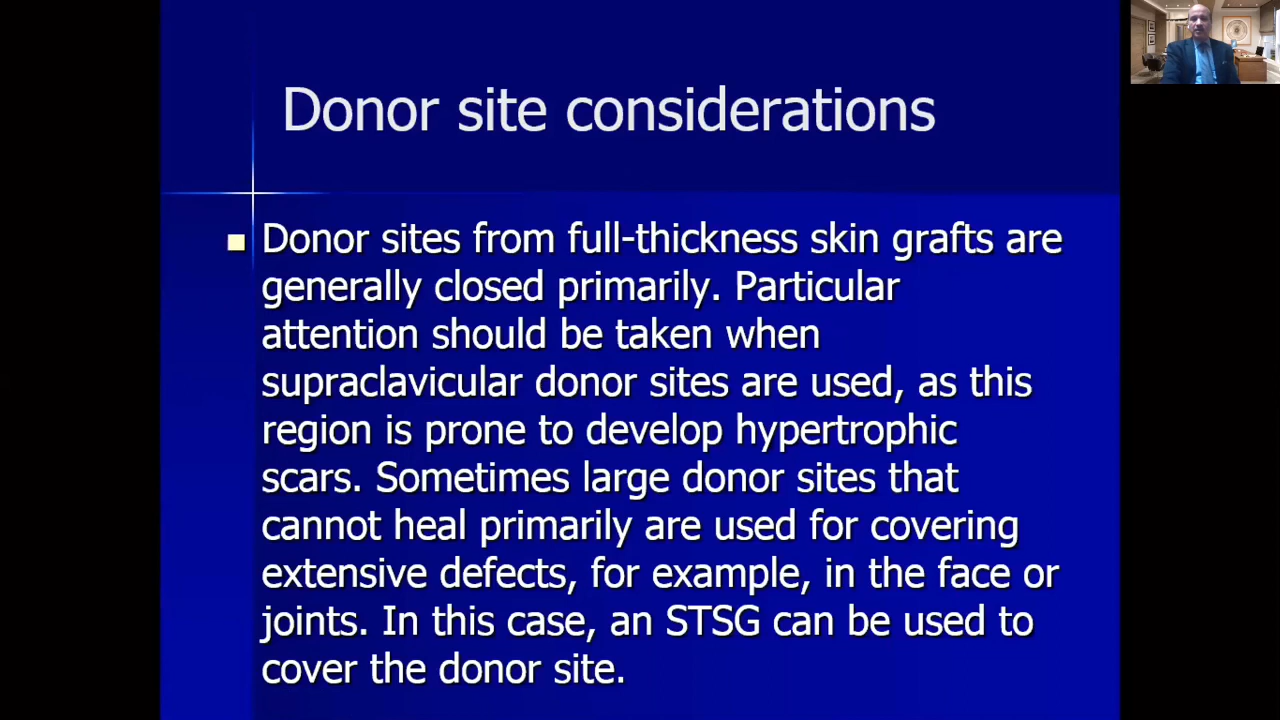 Donor site considerations
Donor sites from full-thickness skin grafts are
generally closed primarily. Particular
attention should be taken when
supraclavicular donor sites are used, as this
region is prone to develop hypertrophic
scars. Sometimes large donor sites that
cannot heal primarily are used for covering
extensive defects, for example, in the face or
joints. In this case, an STSG can be used to
cover the donor site.